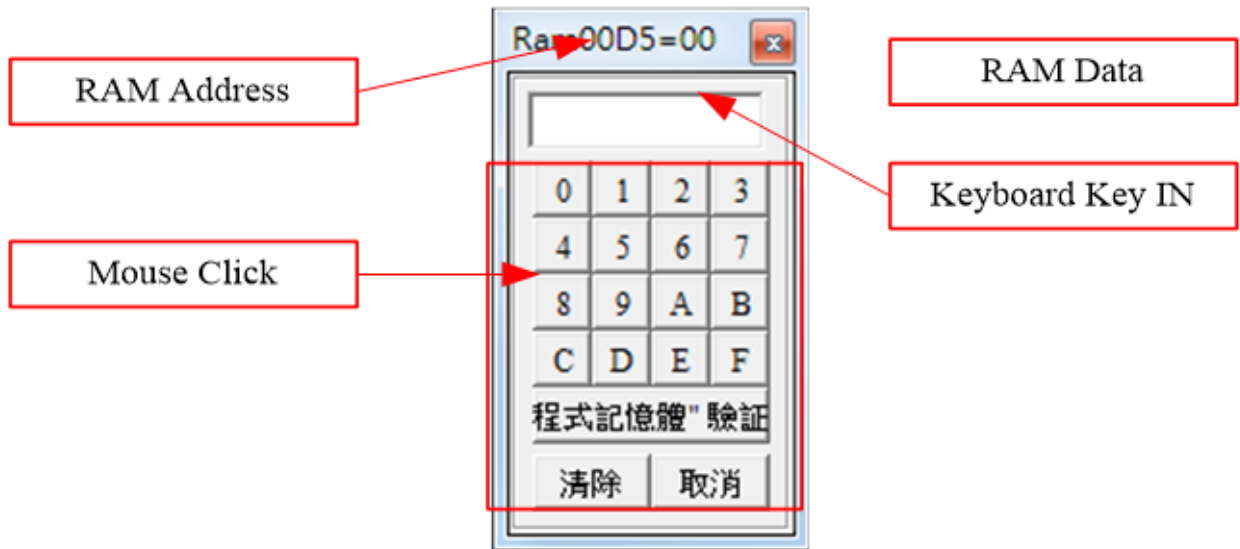 Ram00D5=00
RAM Address
RAM Data
Keyboard Key IN
Mouse Click
0 1 2 3
4 5 6 7
8 9 A B
C D E F
程式記憶體" 驗証
清除 取消